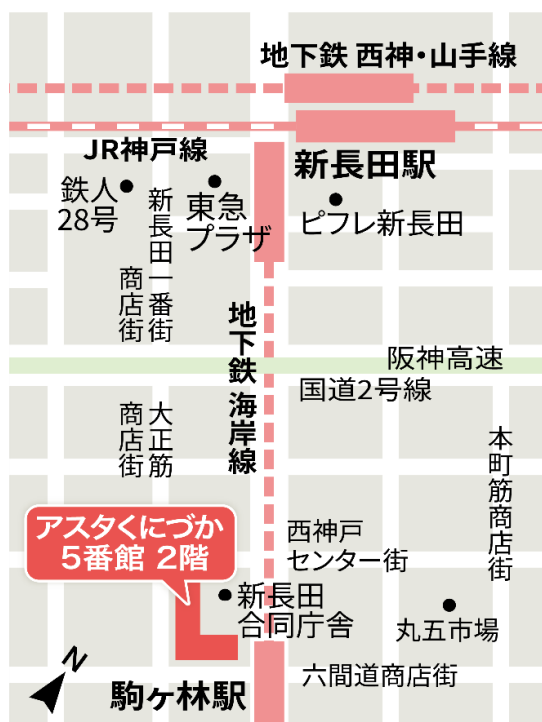 地下鉄 西神・山手線
JR神戸線
新長田駅
鉄人
28号
東急
プラザ
ピフレ新長田
新長田一番街
商店街
地下鉄 海岸線
阪神高速
国道2号線
大正筋
商店街
本町筋商店街
アスタくにづか
5番館 2階
西神戸
センター街
新長田
合同庁舎
丸五市場
六間道商店街
N
駒ヶ林駅